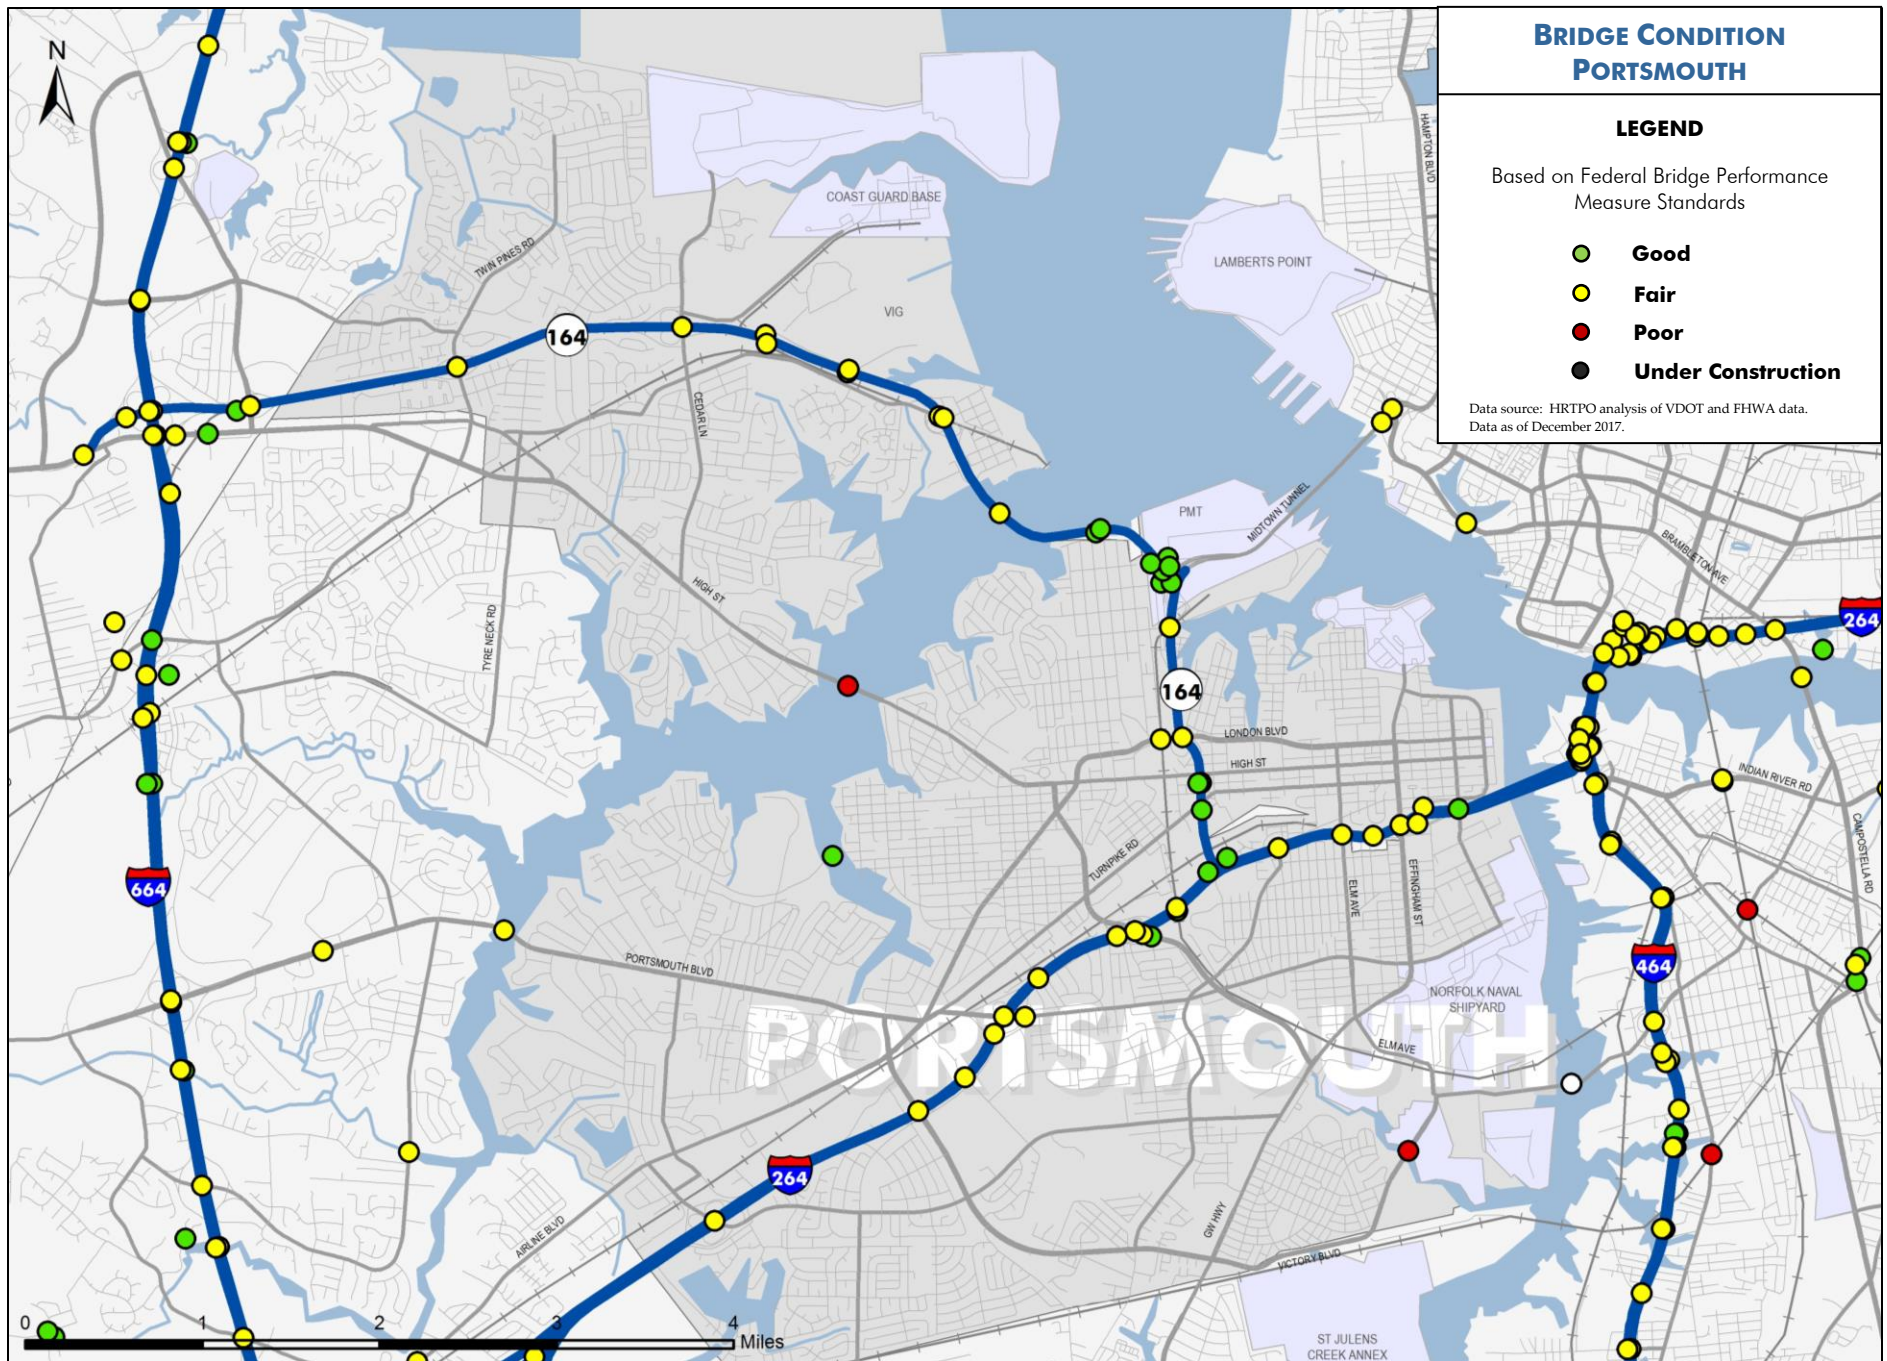 BRIDGE CONDITION
PORTSMOUTH
LEGEND
Based on Federal Bridge Performance
Measure Standards
Good
Fair
Poor
Under Construction
Data source: HRTPO analysis of VDOT and FHWA data.
Data as of December 2017.
N
HAMPTON BLVD
COAST GUARD BASE
TWIN PINES RD
LAMBERTS POINT
VIG
164
CEDAR LN
PMT
MIDTOWN TUNNEL
BRAMBLETON AVE
HIGH ST
TYRE NECK RD
264
164
LONDON BLVD
HIGH ST
INDIAN RIVER RD
CAMPOSTELLA RD
TURNPIKE RD
ELM AVE
EFFINGHAM ST
664
PORTSMOUTH BLVD
464
NORFOLK NAVAL
SHIPYARD
PORTSMOUTH
ELM AVE
264
AIRLINE BLVD
GW HWY
VICTORY BLVD
0 1 2 3 4
Miles
ST JULENS
CREEK ANNEX